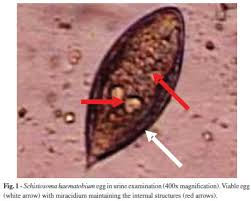 Fig. 1 - Schistosoma haematobium egg in urine examination (400x magnification). Viable egg
(white arrow) with miracidium maintaining the internal structures (red arrows).